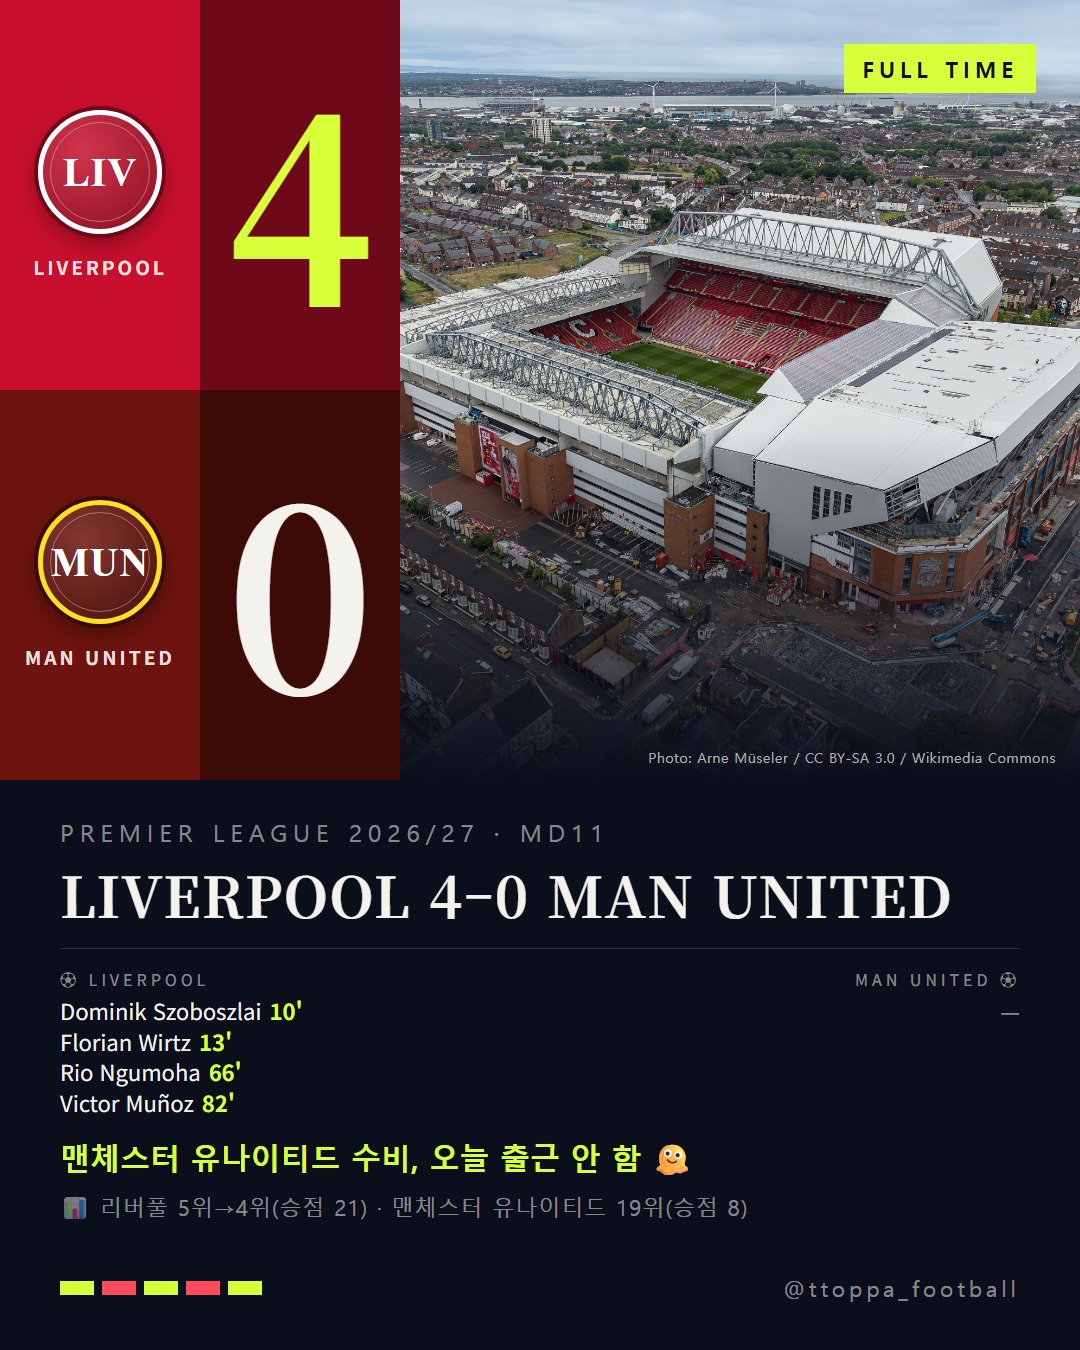 LIV
LIVERPOOL
4
MUN
MAN UNITED
0
FULL TIME
Photo: Arne Müseler / CC BY-SA 3.0 / Wikimedia Commons
PREMIER LEAGUE 2026/27 · MD11
LIVERPOOL 4–0 MAN UNITED
⚽ LIVERPOOL
Dominik Szoboszlai 10'
Florian Wirtz 13'
Rio Ngumoha 66'
Victor Muñoz 82'
MAN UNITED ⚽
—
맨체스터 유나이티드 수비, 오늘 출근 안 함 🫠
📊 리버풀 5위→4위(승점 21) · 맨체스터 유나이티드 19위(승점 8)
@ttoppa_football